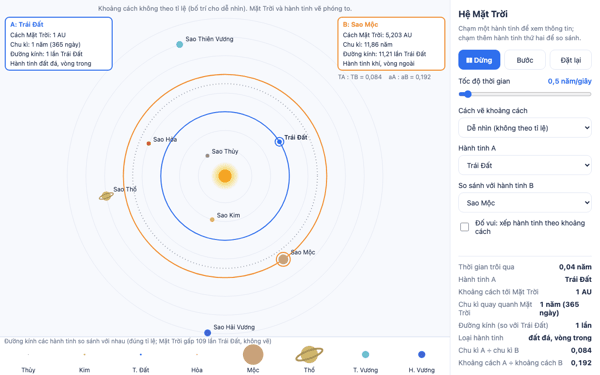 Khoảng cách không theo tỉ lệ (bố trí cho dễ nhìn). Mặt Trời và hành tinh vẽ phóng to.
A: Trái Đất
Cách Mặt Trời: 1 AU
Chu kì: 1 năm (365 ngày)
Đường kính: 1 lần Trái Đất
Hành tinh đất đá, vòng trong
B: Sao Mộc
Cách Mặt Trời: 5,203 AU
Chu kì: 11,86 năm
Đường kính: 11,21 lần Trái Đất
Hành tinh khí, vòng ngoài
TA : TB = 0,084 aA : aB = 0,192
Sao Thiên Vương
Sao Hỏa
Trái Đất
Sao Thủy
Sao Thổ
Sao Kim
Sao Mộc
Sao Hải Vương
Đường kính các hành tinh so sánh với nhau (đúng tỉ lệ; Mặt Trời gấp 109 lần Trái Đất, không vẽ)
Thủy
Kim
T. Đất
Hỏa
Mộc
Thổ
T. Vương
H. Vương
Hệ Mặt Trời
Chạm một hành tinh để xem thông tin;
chạm thêm hành tinh thứ hai để so sánh.
Dừng
Bước
Đặt lại
Tốc độ thời gian
0,5 năm/giây
Cách vẽ khoảng cách
Dễ nhìn (không theo tỉ lệ)
Hành tinh A
Trái Đất
So sánh với hành tinh B
Sao Mộc
Đố vui: xếp hành tinh theo khoảng
cách
Thời gian trôi qua 0,04 năm
Hành tinh A Trái Đất
Khoảng cách tới Mặt Trời 1 AU
Chu kì quay quanh Mặt Trời 1 năm (365 ngày)
Đường kính (so với Trái Đất) 1 lần
Loại hành tinh đất đá, vòng trong
Chu kì A ÷ chu kì B 0,084
Khoảng cách A ÷ khoảng cách B 0,192